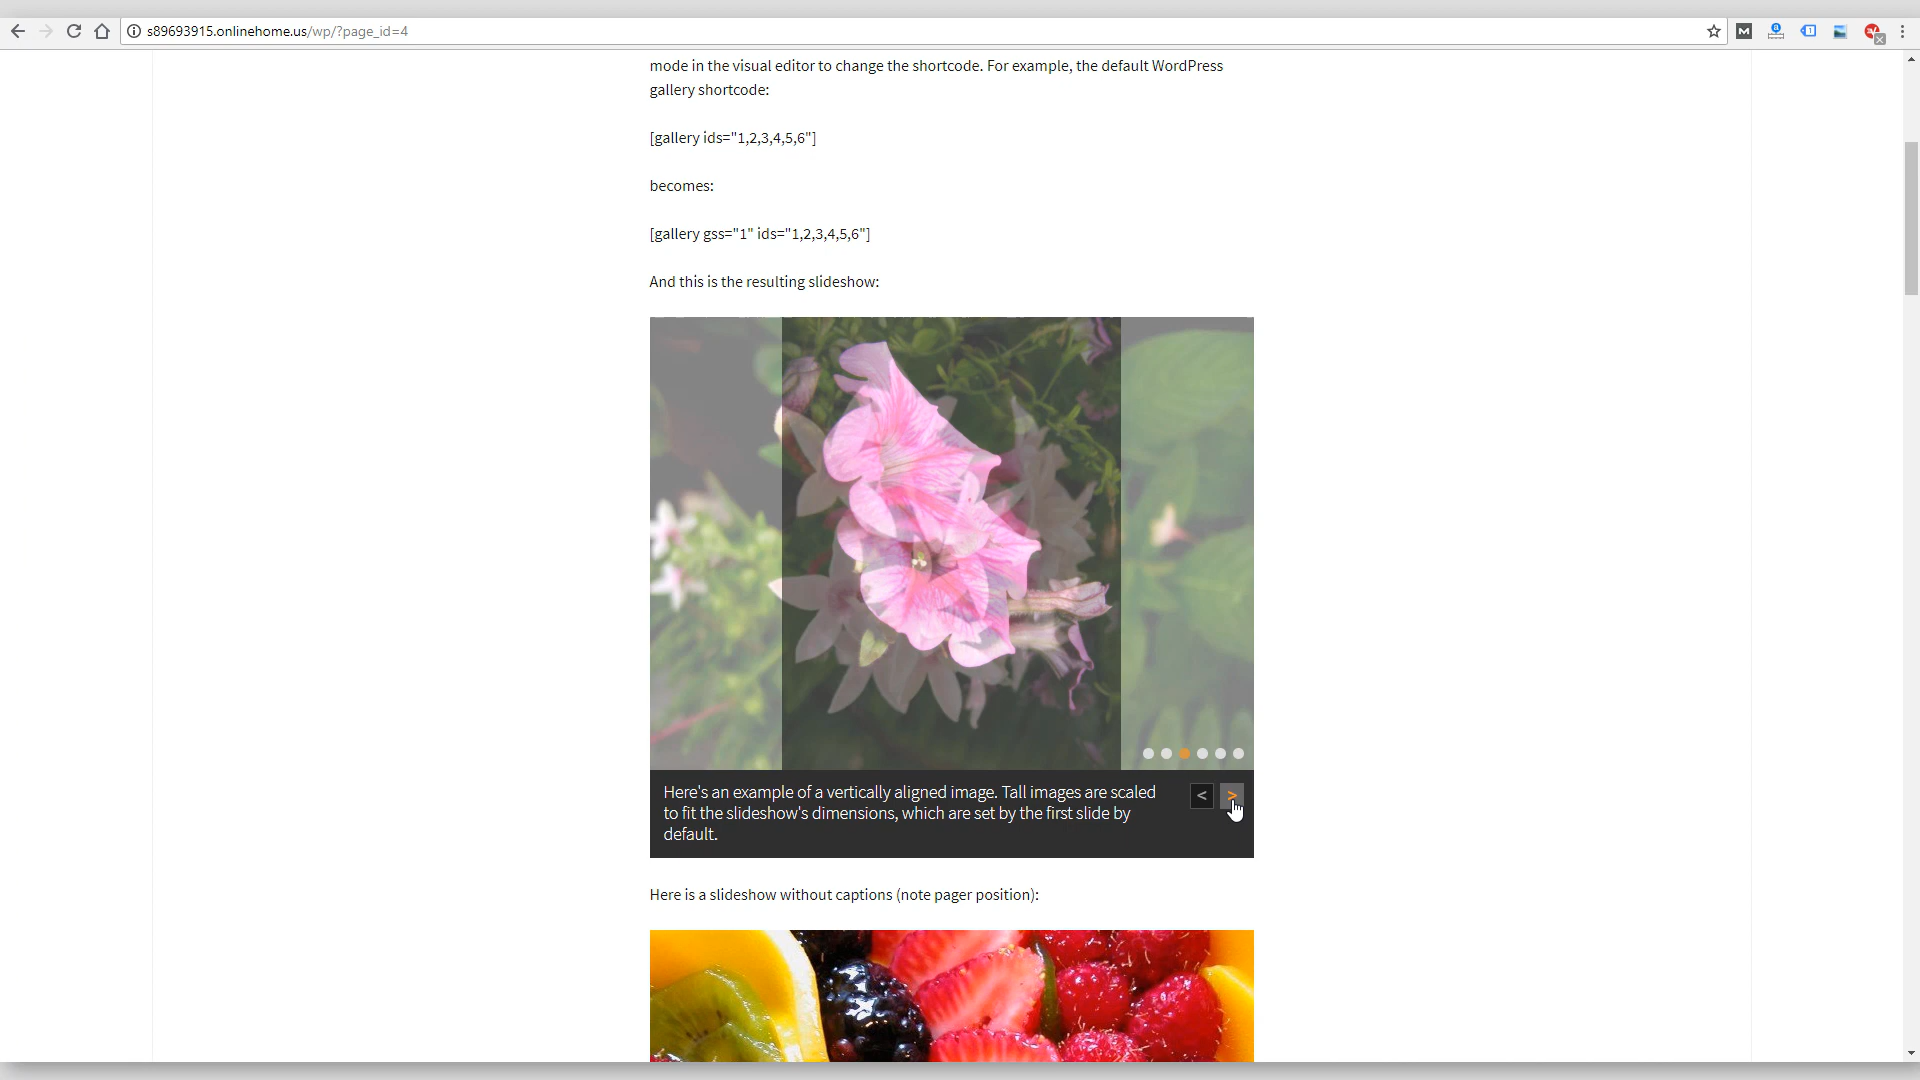 s89693915.onlinehome.us/wp/?page_id=4
mode in the visual editor to change the shortcode. For example, the default WordPress
gallery shortcode:
[gallery ids="1,2,3,4,5,6"]
becomes:
[gallery gss="1" ids="1,2,3,4,5,6"]
And this is the resulting slideshow:
Here's an example of a vertically aligned image. Tall images are scaled
to fit the slideshow's dimensions, which are set by the first slide by
default.
< >
Here is a slideshow without captions (note pager position):